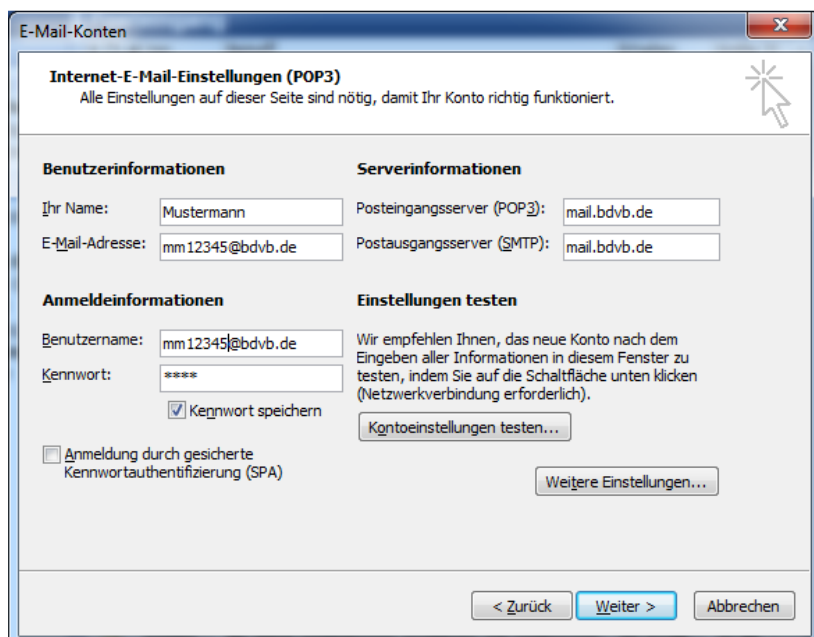 E-Mail-Konten
Internet-E-Mail-Einstellungen (POP3)
Alle Einstellungen auf dieser Seite sind nötig, damit Ihr Konto richtig funktioniert.
Benutzerinformationen
Ihr Name: Mustermann
E-Mail-Adresse: mm12345@bdvb.de
Serverinformationen
Posteingangsserver (POP3): mail.bdvb.de
Postausgangsserver (SMTP): mail.bdvb.de
Anmeldeinformationen
Benutzername: mm12345@bdvb.de
Kennwort: ****
Kennwort speichern
Anmeldung durch gesicherte
Kennwortauthentifizierung (SPA)
Einstellungen testen
Wir empfehlen Ihnen, das neue Konto nach dem
Eingeben aller Informationen in diesem Fenster zu
testen, indem Sie auf die Schaltfläche unten klicken
(Netzwerkverbindung erforderlich).
Kontoeinstellungen testen...
Weitere Einstellungen...
< Zurück
Weiter >
Abbrechen